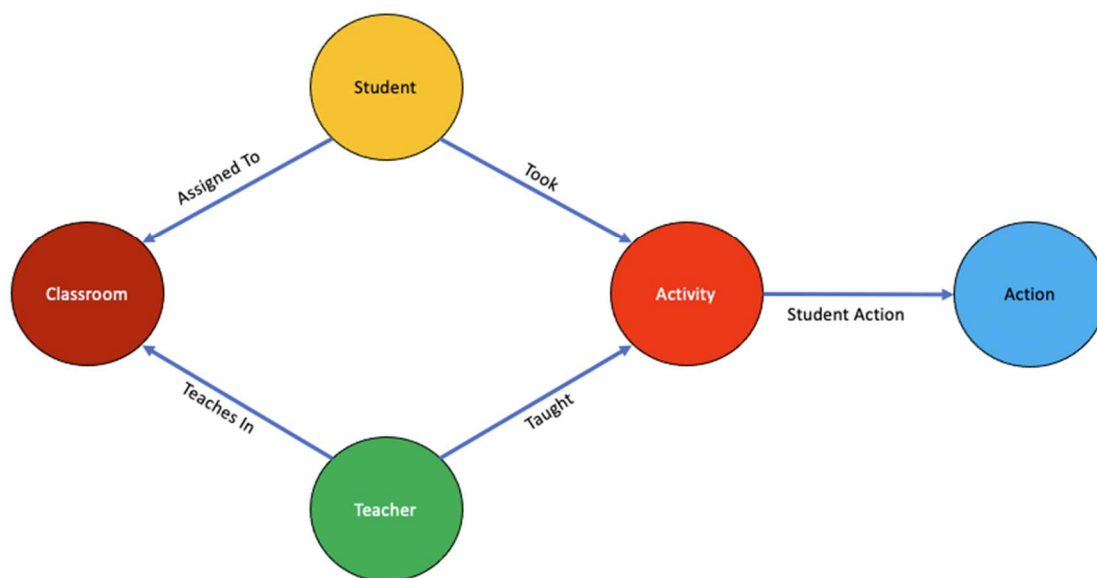 Student
Assigned To
Took
Classroom
Activity
Student Action
Action
Teaches In
Taught
Teacher